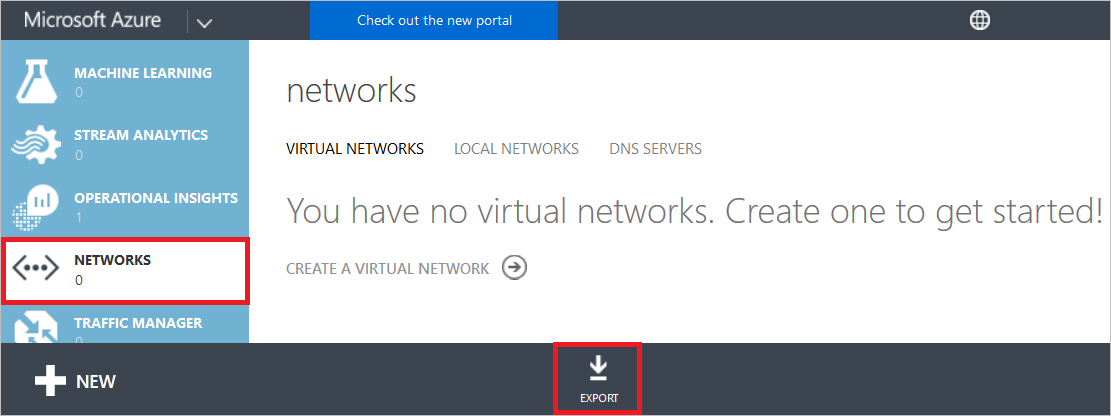 Microsoft Azure
Check out the new portal
MACHINE LEARNING
0
STREAM ANALYTICS
0
OPERATIONAL INSIGHTS
1
NETWORKS
0
TRAFFIC MANAGER
0
networks
VIRTUAL NETWORKS LOCAL NETWORKS DNS SERVERS
You have no virtual networks. Create one to get started!
CREATE A VIRTUAL NETWORK
NEW
EXPORT